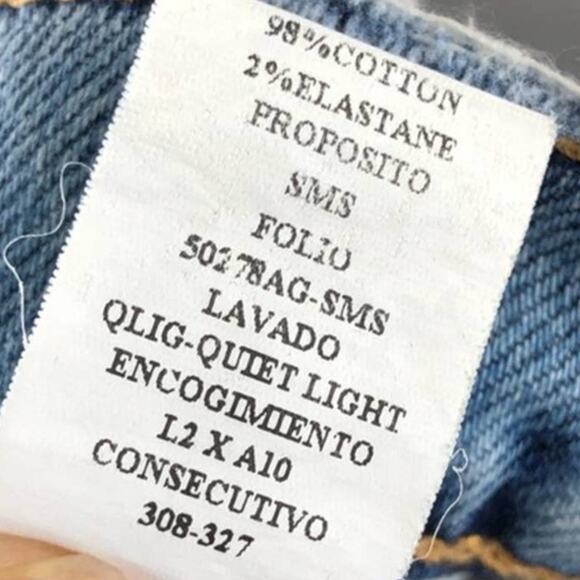 98%COTTON
2%ELASTANE
PROPOSITO
SMS
FOLIO
50278AG-SMS
LAVADO
QLIG-QUIET LIGHT
ENCOGIMIENTO
L2 X A10
CONSECUTIVO
308-327